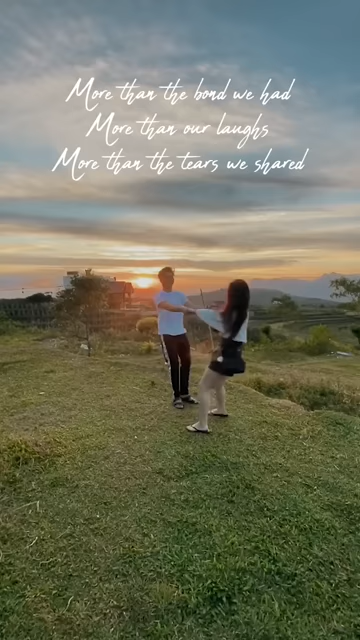 More than the bond we had
More than our laughs
More than the tears we shared